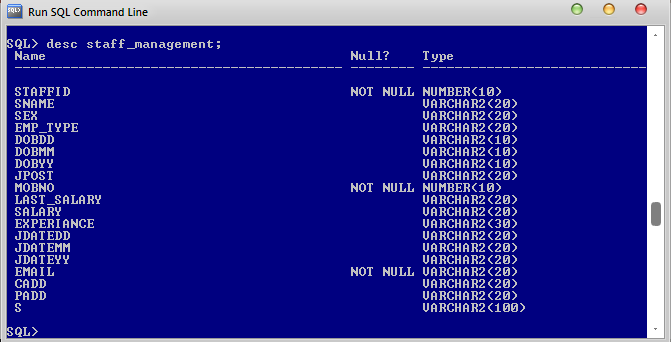 Run SQL Command Line
SQL> desc staff_management;
Name Null? Type
----------------------------------------- -------- ----------------------------
STAFFID NOT NULL NUMBER(10)
SNAME VARCHAR2(20)
SEX VARCHAR2(20)
EMP_TYPE VARCHAR2(20)
DOBDD VARCHAR2(10)
DOBMM VARCHAR2(10)
DOBYY VARCHAR2(10)
JPOST VARCHAR2(20)
MOBNO NOT NULL NUMBER(10)
LAST_SALARY VARCHAR2(20)
SALARY VARCHAR2(20)
EXPERIANCE VARCHAR2(30)
JDATEDD VARCHAR2(20)
JDATEMM VARCHAR2(20)
JDATEYY VARCHAR2(20)
EMAIL NOT NULL VARCHAR2(20)
CADD VARCHAR2(20)
PADD VARCHAR2(20)
S VARCHAR2(100)
SQL>